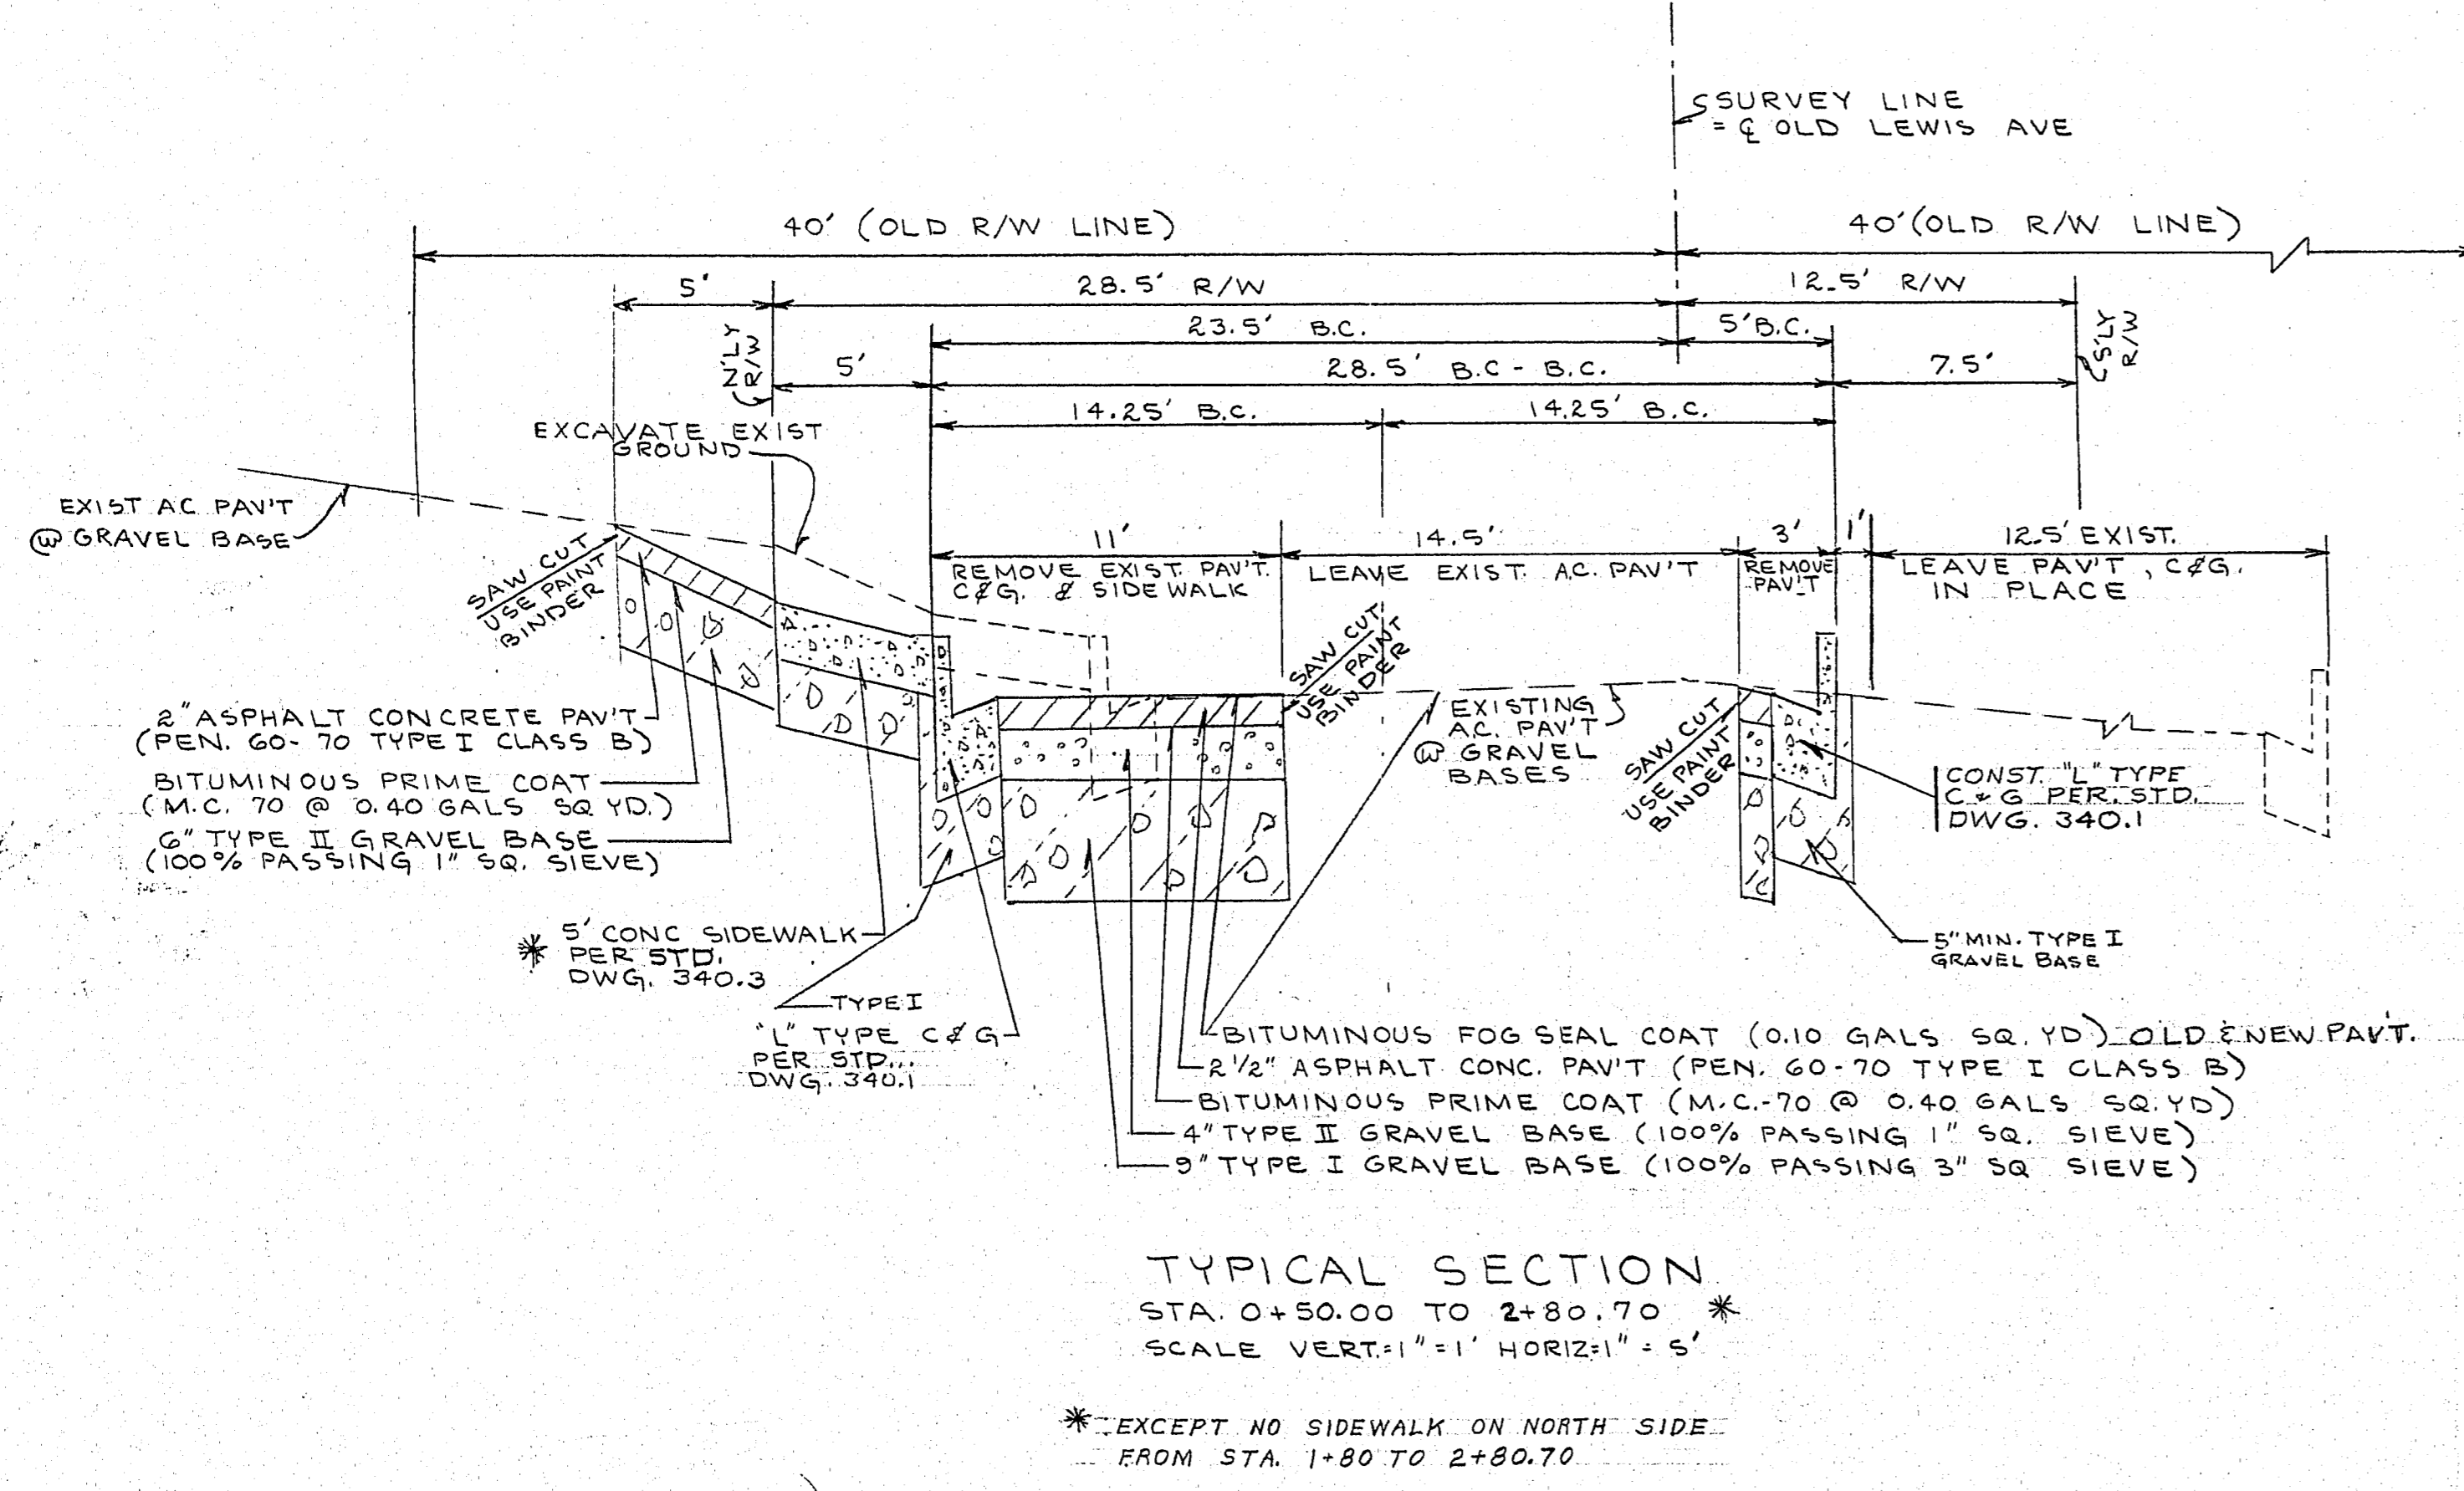 SURVEY LINE
= ℄ OLD LEWIS AVE
40' (OLD R/W LINE)
40' (OLD R/W LINE)
5'
28.5' R/W
12.5' R/W
23.5' B.C.
5' B.C.
N'LY
R/W
S'LY
R/W
5'
28.5' B.C - B.C.
7.5'
14.25' B.C.
14.25' B.C.
EXCAVATE EXIST
GROUND
EXIST AC PAV'T
@ GRAVEL BASE
SAW CUT
USE PAINT
BINDER
11'
REMOVE EXIST. PAV'T.
C&G. & SIDEWALK
14.5'
LEAVE EXIST. A.C. PAV'T
3'
REMOVE
PAV'T
1'
12.5' EXIST.
LEAVE PAV'T, C&G.
IN PLACE
SAW CUT
USE PAINT
BINDER
EXISTING
A.C. PAV'T
@ GRAVEL
BASES
SAW CUT
USE PAINT
BINDER
CONST. "L" TYPE
C & G PER. STD.
DWG. 340.1
2" ASPHALT CONCRETE PAV'T
(PEN. 60-70 TYPE I CLASS B)
BITUMINOUS PRIME COAT
(M.C. 70 @ 0.40 GALS SQ YD.)
6" TYPE II GRAVEL BASE
(100% PASSING 1" SQ. SIEVE)
* 5' CONC SIDEWALK
PER STD.
DWG. 340.3
TYPE I
"L" TYPE C & G
PER STD.
DWG. 340.1
5" MIN. TYPE I
GRAVEL BASE
BITUMINOUS FOG SEAL COAT (0.10 GALS SQ. YD) OLD & NEW PAV'T.
2 1/2" ASPHALT CONC. PAV'T (PEN. 60-70 TYPE I CLASS B)
BITUMINOUS PRIME COAT (M.C.-70 @ 0.40 GALS SQ. YD)
4" TYPE II GRAVEL BASE (100% PASSING 1" SQ. SIEVE)
9" TYPE I GRAVEL BASE (100% PASSING 3" SQ SIEVE)
TYPICAL SECTION
STA. 0+50.00 TO 2+80.70 *
SCALE VERT.=1"=1' HORIZ=1" = 5'
* EXCEPT NO SIDEWALK ON NORTH SIDE
FROM STA. 1+80 TO 2+80.70